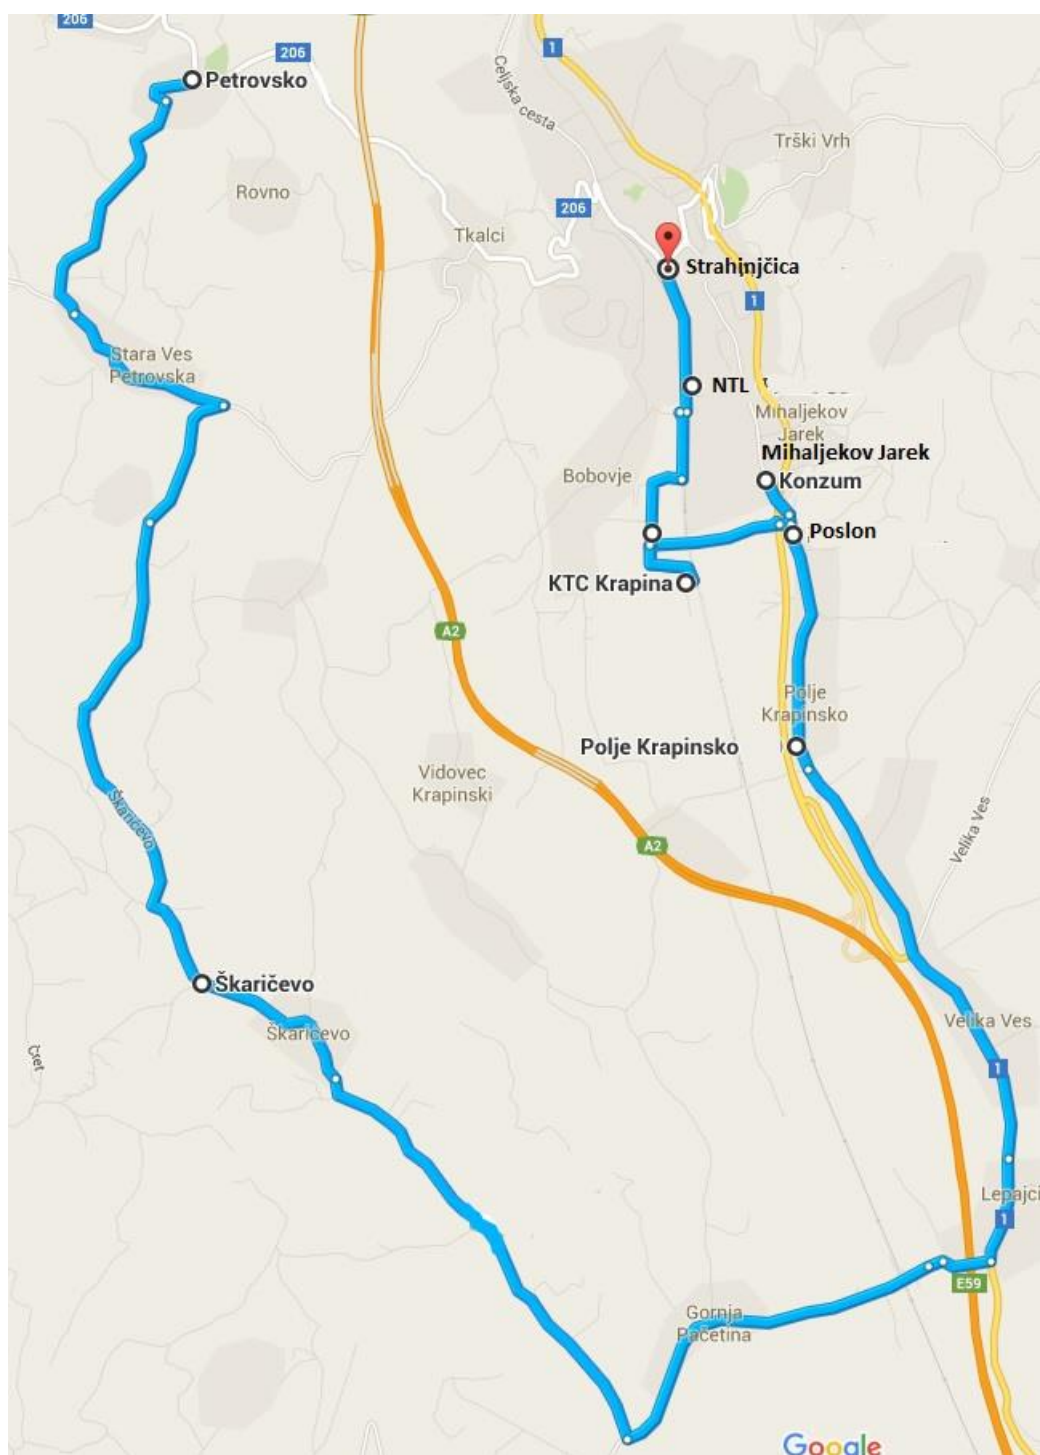 206
Petrovsko
206
1
Celjska cesta
Trški Vrh
Rovno
206
Tkalci
Strahinjčica
1
Stara Ves
Petrovska
NTL
Mihaljekov
Jarek
Mihaljekov Jarek
Bobovje
Konzum
Poslon
KTC Krapina
A2
Polje
Krapinsko
Polje Krapinsko
Vidovec
Krapinski
Škaričevo
A2
Velika Ves
Škaričevo
Velika Ves
Škaričevo
Čret
1
Lepajci
1
E59
Gornja
Pačetina
Google